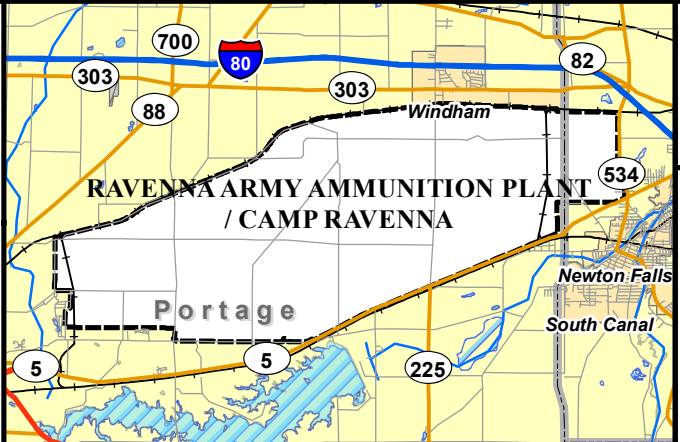 700
80
82
303
303
88
Windham
534
RAVENNA ARMY AMMUNITION PLANT
/ CAMP RAVENNA
Newton Falls
Portage
South Canal
5
5
225